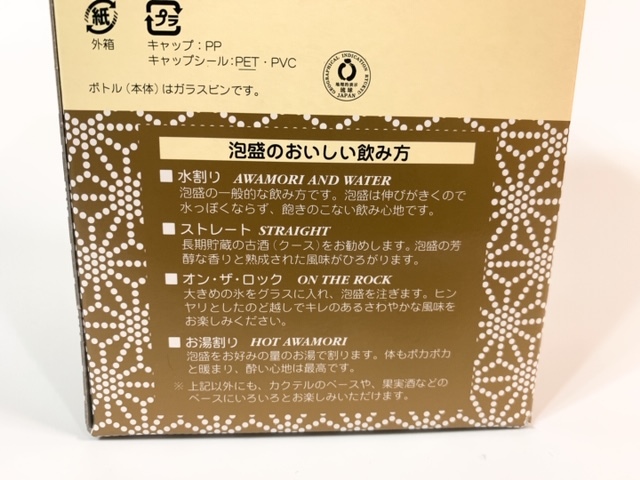 紙
プラ
外箱
キャップ：PP
キャップシール：PET・PVC
ボトル（本体）はガラスビンです。
GEOGRAPHICAL INDICATION RYUKYU
地理的表示
琉球
JAPAN
泡盛のおいしい飲み方
■ 水割り AWAMORI AND WATER
泡盛の一般的な飲み方です。泡盛は伸びがきくので
水っぽくならず、飽きのこない飲み心地です。
■ ストレート STRAIGHT
長期貯蔵の古酒（クース）をお勧めします。泡盛の芳
醇な香りと熟成された風味がひろがります。
■ オン・ザ・ロック ON THE ROCK
大きめの氷をグラスに入れ、泡盛を注ぎます。ヒン
ヤリとしたのど越しでキレのあるさわやかな風味を
お楽しみください。
■ お湯割り HOT AWAMORI
泡盛をお好みの量のお湯で割ります。体もポカポカ
と暖まり、酔い心地は最高です。
※ 上記以外にも、カクテルのベースや、果実酒などの
ベースにいろいろとお楽しみいただけます。